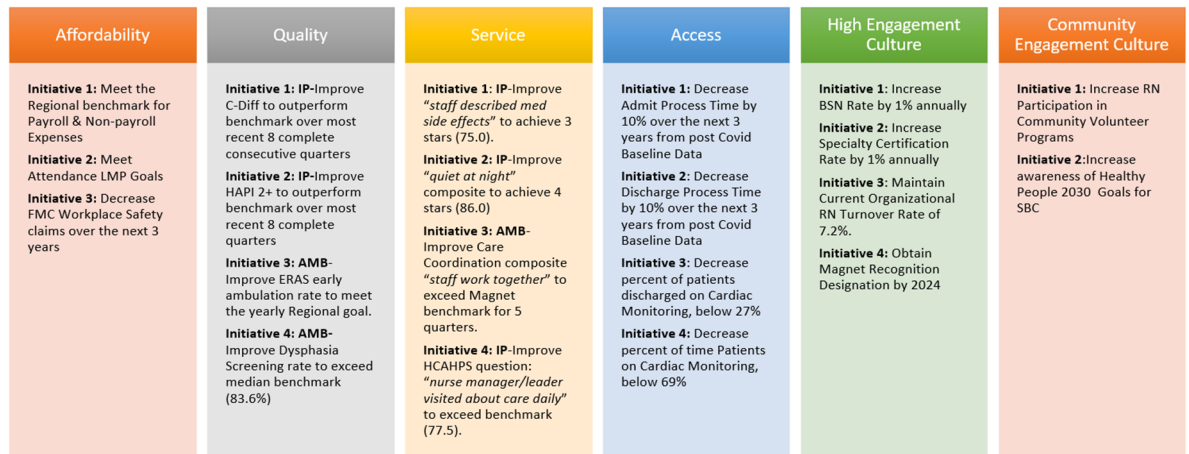 Affordability
Initiative 1: Meet the
Regional benchmark for
Payroll & Non-payroll
Expenses
Initiative 2: Meet
Attendance LMP Goals
Initiative 3: Decrease
FMC Workplace Safety
claims over the next 3
years
Quality
Initiative 1: IP-Improve
C-Diff to outperform
benchmark over most
recent 8 complete
consecutive quarters
Initiative 2: IP-Improve
HAPI 2+ to outperform
benchmark over most
recent 8 complete
quarters
Initiative 3: AMB-
Improve ERAS early
ambulation rate to meet
the yearly Regional goal.
Initiative 4: AMB-
Improve Dysphasia
Screening rate to exceed
median benchmark
(83.6%)
Service
Initiative 1: IP-Improve
“staff described med
side effects” to achieve 3
stars (75.0).
Initiative 2: IP-Improve
“quiet at night”
composite to achieve 4
stars (86.0)
Initiative 3: AMB-
Improve Care
Coordination composite
“staff work together” to
exceed Magnet
benchmark for 5
quarters.
Initiative 4: IP-Improve
HCAHPS question:
“nurse manager/leader
visited about care daily”
to exceed benchmark
(77.5).
Access
Initiative 1: Decrease
Admit Process Time by
10% over the next 3
years from post Covid
Baseline Data
Initiative 2: Decrease
Discharge Process Time
by 10% over the next 3
years from post Covid
Baseline Data
Initiative 3: Decrease
percent of patients
discharged on Cardiac
Monitoring, below 27%
Initiative 4: Decrease
percent of time Patients
on Cardiac Monitoring,
below 69%
High Engagement
Culture
Initiative 1: Increase
BSN Rate by 1% annually
Initiative 2: Increase
Specialty Certification
Rate by 1% annually
Initiative 3: Maintain
Current Organizational
RN Turnover Rate of
7.2%.
Initiative 4: Obtain
Magnet Recognition
Designation by 2024
Community
Engagement Culture
Initiative 1: Increase RN
Participation in
Community Volunteer
Programs
Initiative 2:Increase
awareness of Healthy
People 2030 Goals for
SBC